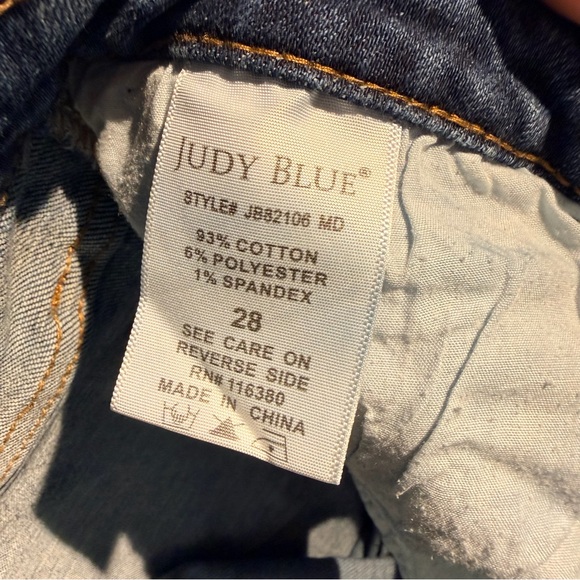 JUDY BLUE®
STYLE# JB82106 MD
93% COTTON
6% POLYESTER
1% SPANDEX
28
SEE CARE ON
REVERSE SIDE
RN# 116380
MADE IN CHINA